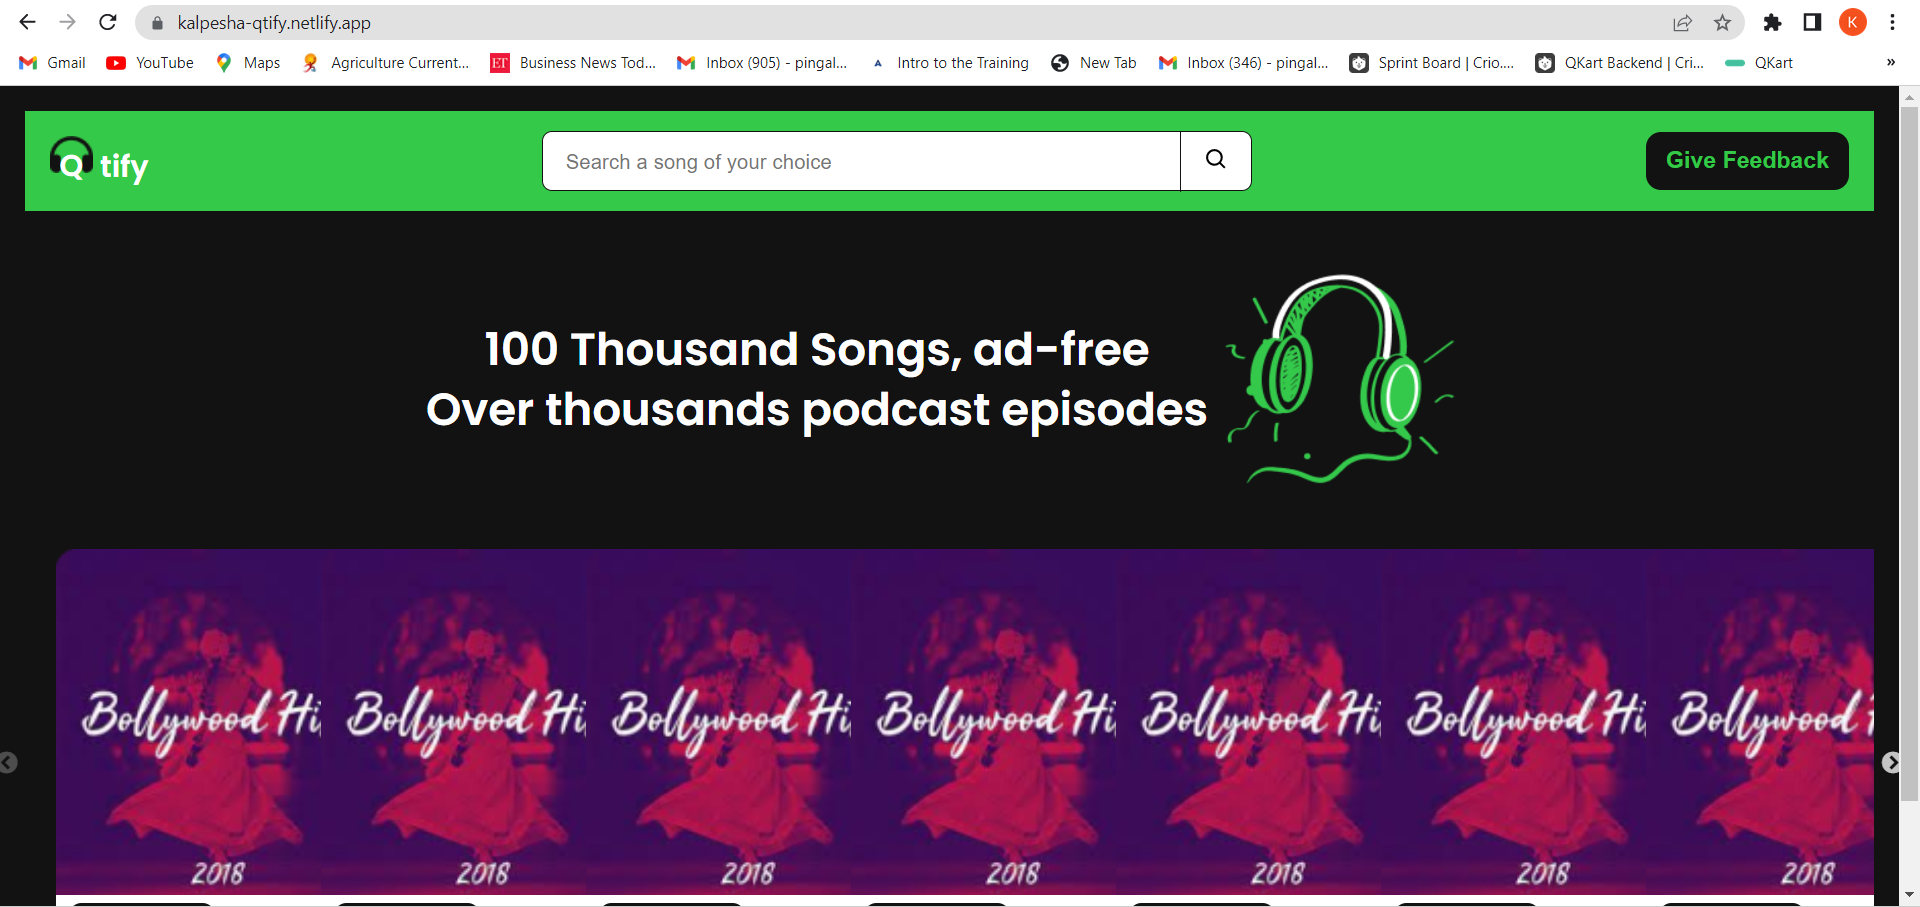 kalpesha-qtify.netlify.app
K
Gmail YouTube Maps Agriculture Current... ET Business News Tod... Inbox (905) - pingal... Intro to the Training New Tab Inbox (346) - pingal... Sprint Board | Crio.... QKart Backend | Cri... QKart »
Qtify
Search a song of your choice
Give Feedback
100 Thousand Songs, ad-free
Over thousands podcast episodes
Bollywood Hi Bollywood Hi Bollywood Hi Bollywood Hi Bollywood Hi Bollywood Hi Bollywood
2018 2018 2018 2018 2018 2018 2018